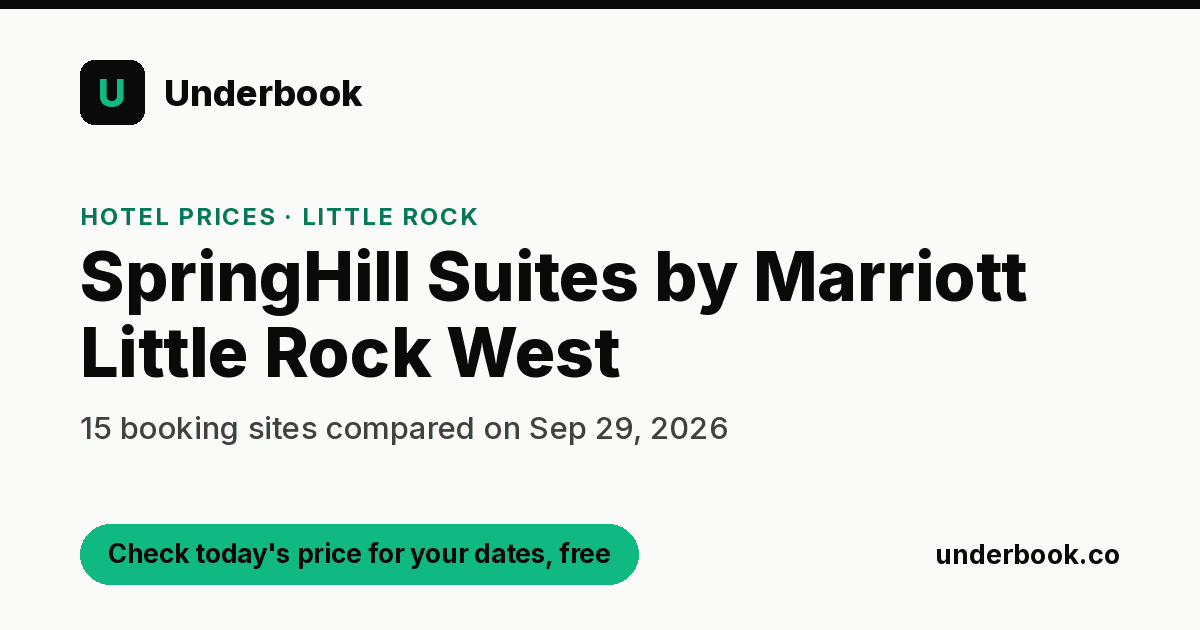 U
Underbook
HOTEL PRICES · LITTLE ROCK
SpringHill Suites by Marriott
Little Rock West
15 booking sites compared on Sep 29, 2026
Check today's price for your dates, free
underbook.co